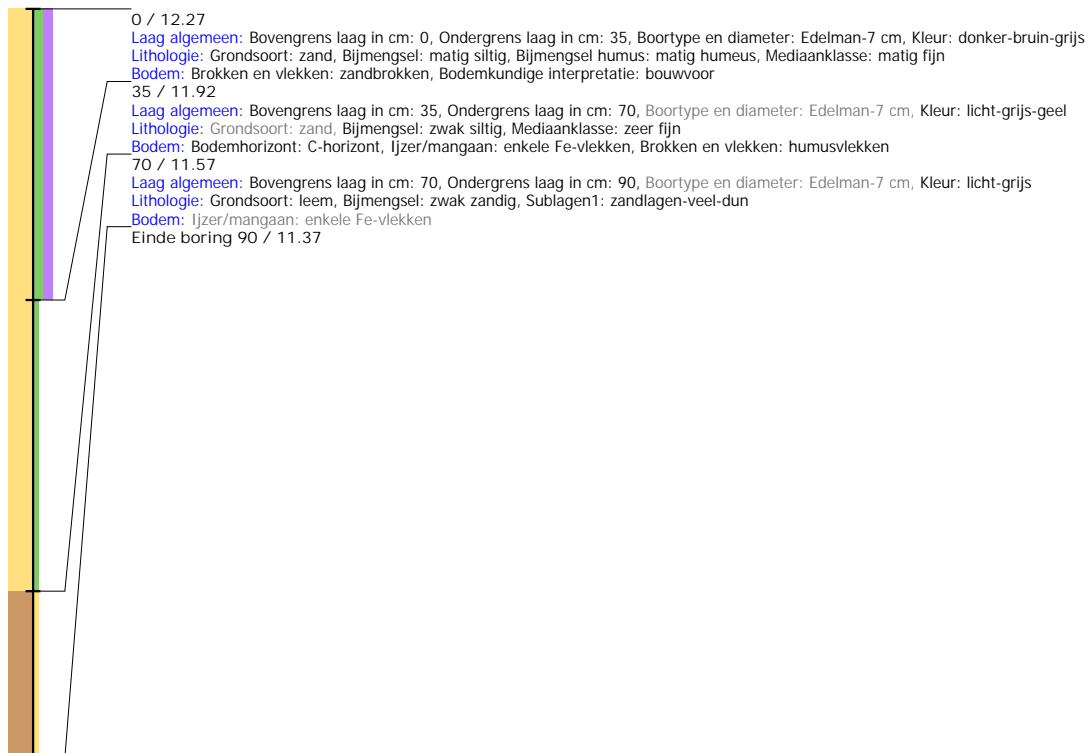 0 / 12.27
Laag algemeen: Bovengrens laag in cm: 0, Ondergrens laag in cm: 35, Boortype en diameter: Edelman-7 cm, Kleur: donker-bruin-grijs
Lithologie: Grondsoort: zand, Bijmengsel: matig siltig, Bijmengsel humus: matig humeus, Mediaanklasse: matig fijn
Bodem: Brokken en vlekken: zandbrokken, Bodemkundige interpretatie: bouwvoor
35 / 11.92
Laag algemeen: Bovengrens laag in cm: 35, Ondergrens laag in cm: 70, Boortype en diameter: Edelman-7 cm, Kleur: licht-grijs-geel
Lithologie: Grondsoort: zand, Bijmengsel: zwak siltig, Mediaanklasse: zeer fijn
Bodem: Bodemhorizont: C-horizont, Ijzer/mangaan: enkele Fe-vlekken, Brokken en vlekken: humusvlekken
70 / 11.57
Laag algemeen: Bovengrens laag in cm: 70, Ondergrens laag in cm: 90, Boortype en diameter: Edelman-7 cm, Kleur: licht-grijs
Lithologie: Grondsoort: leem, Bijmengsel: zwak zandig, Sublagen1: zandlagen-veel-dun
Bodem: Ijzer/mangaan: enkele Fe-vlekken
Einde boring 90 / 11.37